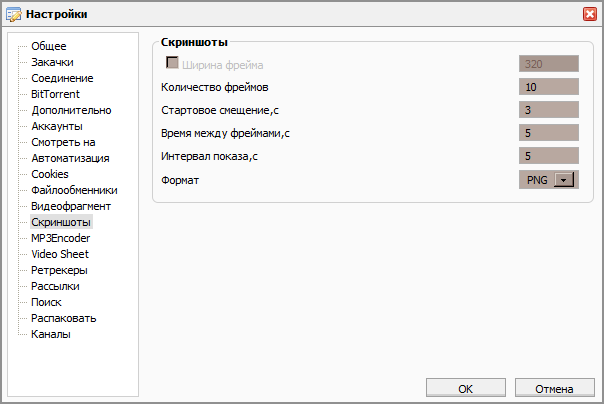 Настройки
Общее
Закачки
Соединение
BitTorrent
Дополнительно
Аккаунты
Смотреть на
Автоматизация
Cookies
Файлообменники
Видеофрагмент
Скриншоты
MP3Encoder
Video Sheet
Ретрекеры
Рассылки
Поиск
Распаковать
Каналы
Скриншоты
Ширина фрейма 320
Количество фреймов 10
Стартовое смещение,с 3
Время между фреймами,с 5
Интервал показа,с 5
Формат PNG
OK Отмена